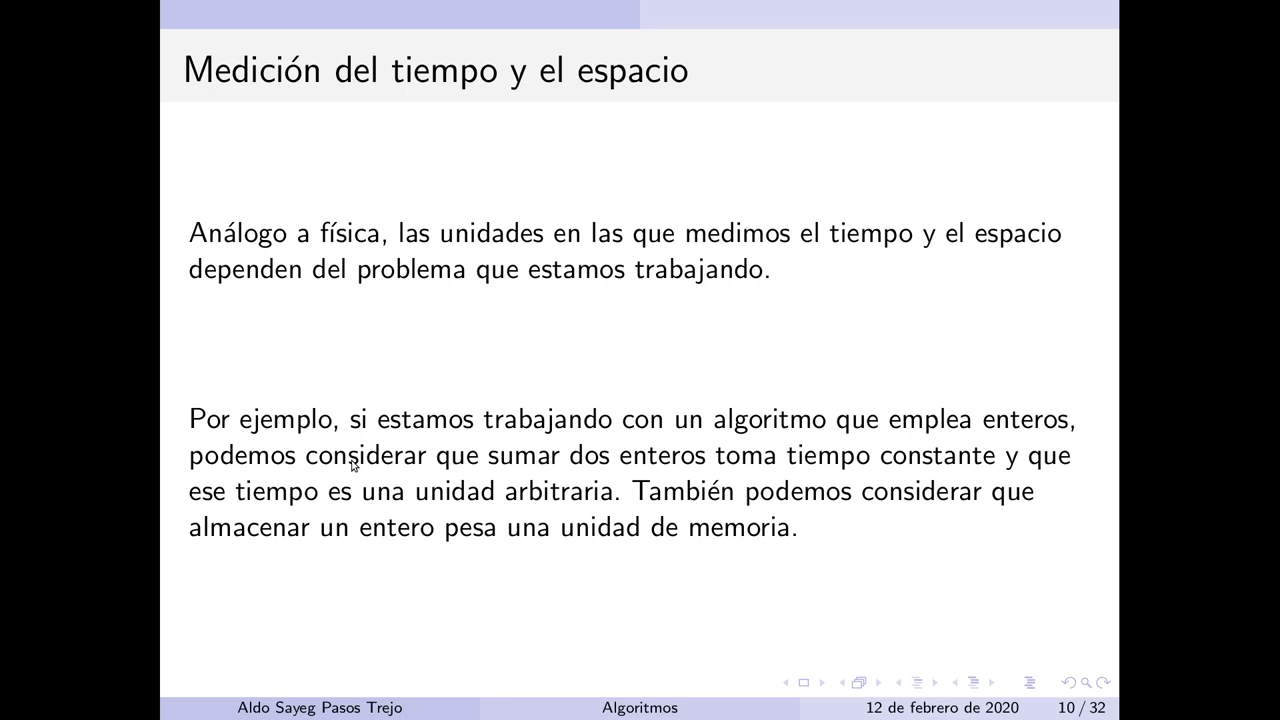 Medición del tiempo y el espacio
Análogo a física, las unidades en las que medimos el tiempo y el espacio
dependen del problema que estamos trabajando.
Por ejemplo, si estamos trabajando con un algoritmo que emplea enteros,
podemos considerar que sumar dos enteros toma tiempo constante y que
ese tiempo es una unidad arbitraria. También podemos considerar que
almacenar un entero pesa una unidad de memoria.
Aldo Sayeg Pasos Trejo
Algoritmos
12 de febrero de 2020
10 / 32